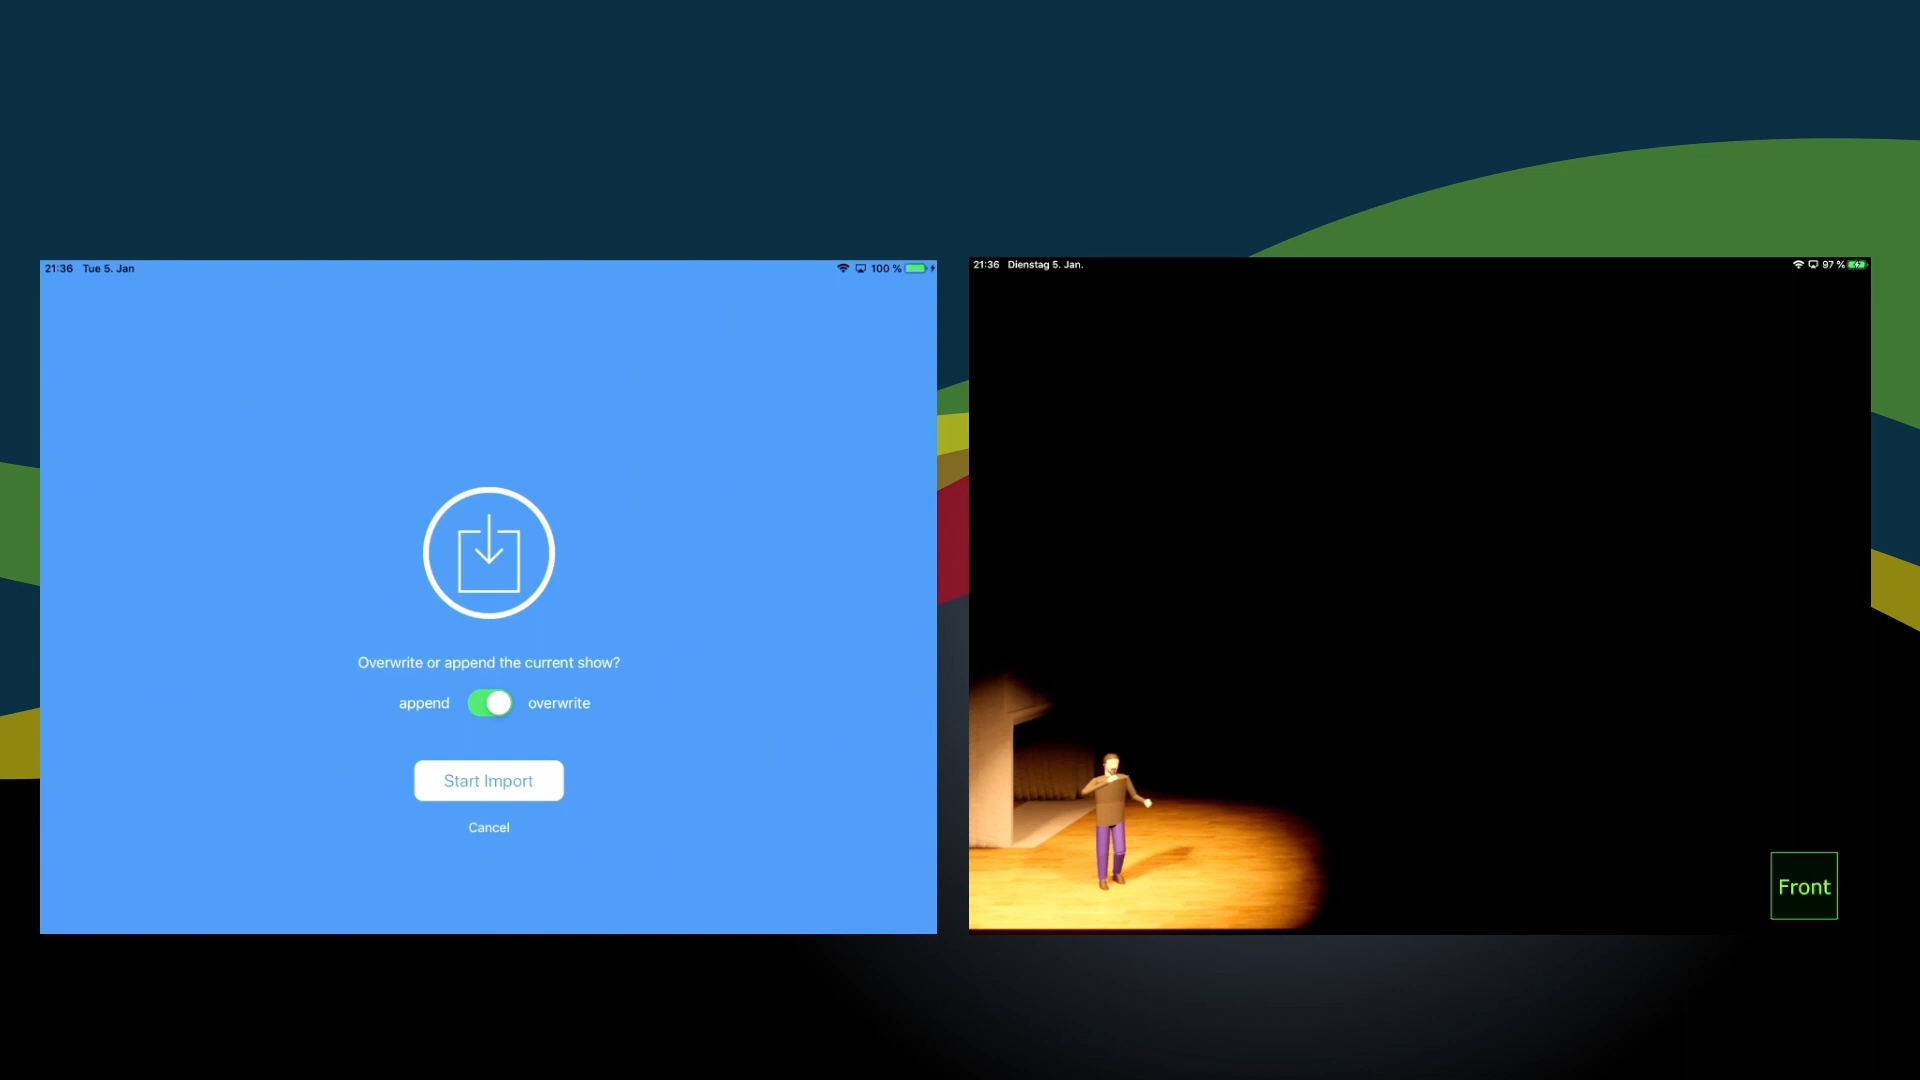 21:36 Tue 5. Jan
100 %
Overwrite or append the current show?
append overwrite
Start Import
Cancel
21:36 Dienstag 5. Jan.
97 %
Front